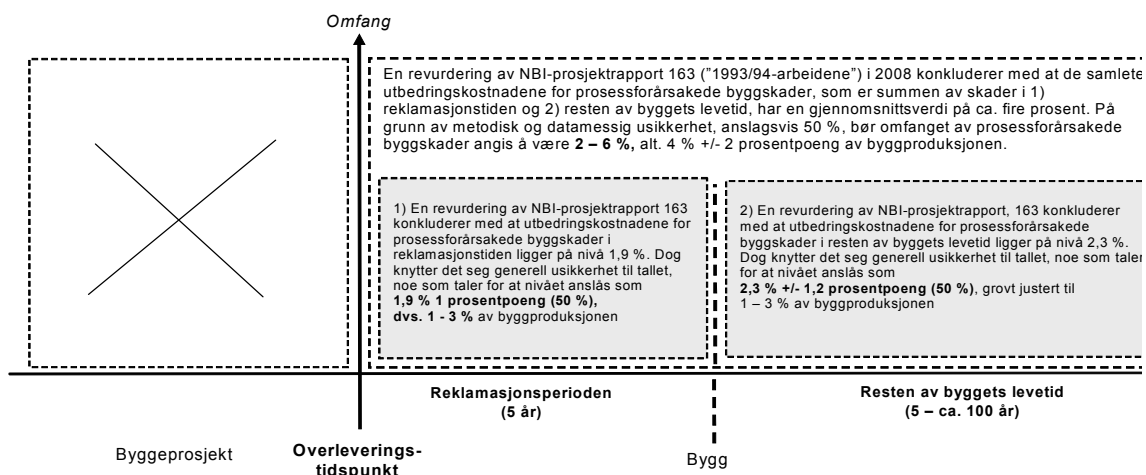 Omfang
En revurdering av NBI-prosjektrapport 163 ("1993/94-arbeidene") i 2008 konkluderer med at de samlete
utbedringskostnadene for prosessforårsakede byggskader, som er summen av skader i 1)
reklamasjonstiden og 2) resten av byggets levetid, har en gjennomsnittsverdi på ca. fire prosent. På
grunn av metodisk og datamessig usikkerhet, anslagsvis 50 %, bør omfanget av prosessforårsakede
byggskader angis å være 2 – 6 %, alt. 4 % +/- 2 prosentpoeng av byggproduksjonen.
1) En revurdering av NBI-prosjektrapport 163
konkluderer med at utbedringskostnadene for
prosessforårsakede byggskader i
reklamasjonstiden ligger på nivå 1,9 %. Dog
knytter det seg generell usikkerhet til tallet,
noe som taler for at nivået anslås som
1,9 % 1 prosentpoeng (50 %),
dvs. 1 - 3 % av byggproduksjonen
2) En revurdering av NBI-prosjektrapport, 163 konkluderer
med at utbedringskostnadene for prosessforårsakede
byggskader i resten av byggets levetid ligger på nivå 2,3 %.
Dog knytter det seg generell usikkerhet til tallet, noe som taler
for at nivået anslås som
2,3 % +/- 1,2 prosentpoeng (50 %), grovt justert til
1 – 3 % av byggproduksjonen
Reklamasjonsperioden
(5 år)
Resten av byggets levetid
(5 – ca. 100 år)
Byggeprosjekt
Overleverings-
tidspunkt
Bygg